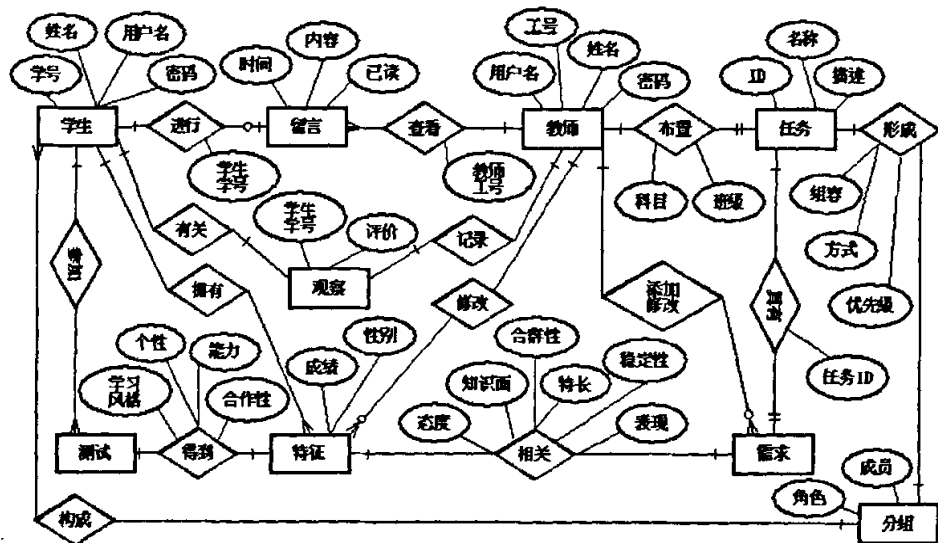 姓名
用户名
学号
密码
学生
进行
学生
学号
时间
内容
已读
留言
查看
教师
工号
工号
用户名
姓名
密码
教师
布置
科目
班级
名称
ID
描述
任务
形成
组容
方式
优先级
参加
有关
学生
学号
评价
观察
记录
拥有
修改
添加
修改
具有
任务ID
个性
能力
学习
风格
合作性
测试
得到
成绩
性别
特征
态度
知识面
合群性
特长
稳定性
表现
相关
需求
构成
角色
成员
分组